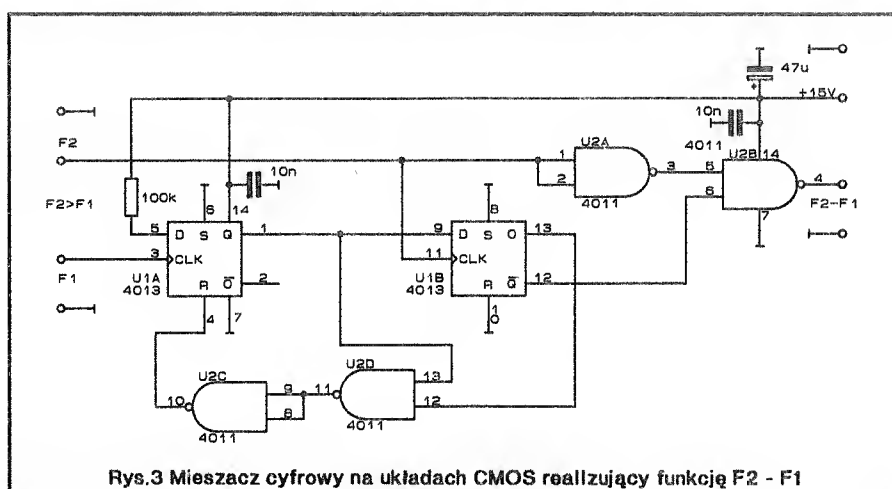 47u
+15V
10n
4011
F2
U2A
U2B
14
1
2
3
4011
5
6
4
7
F2-F1
10n
F2>F1
100k
6
14
5
D
S
Q
1
3
CLK
F1
U1A
4013
R
Q
2
4
7
8
9
D
S
Q
13
11
CLK
U1B
4013
R
Q
12
10
U2C
10
9
8
4011
U2D
11
13
12
4011
Rys.3 Mieszacz cyfrowy na układach CMOS realizujący funkcję F2 - F1